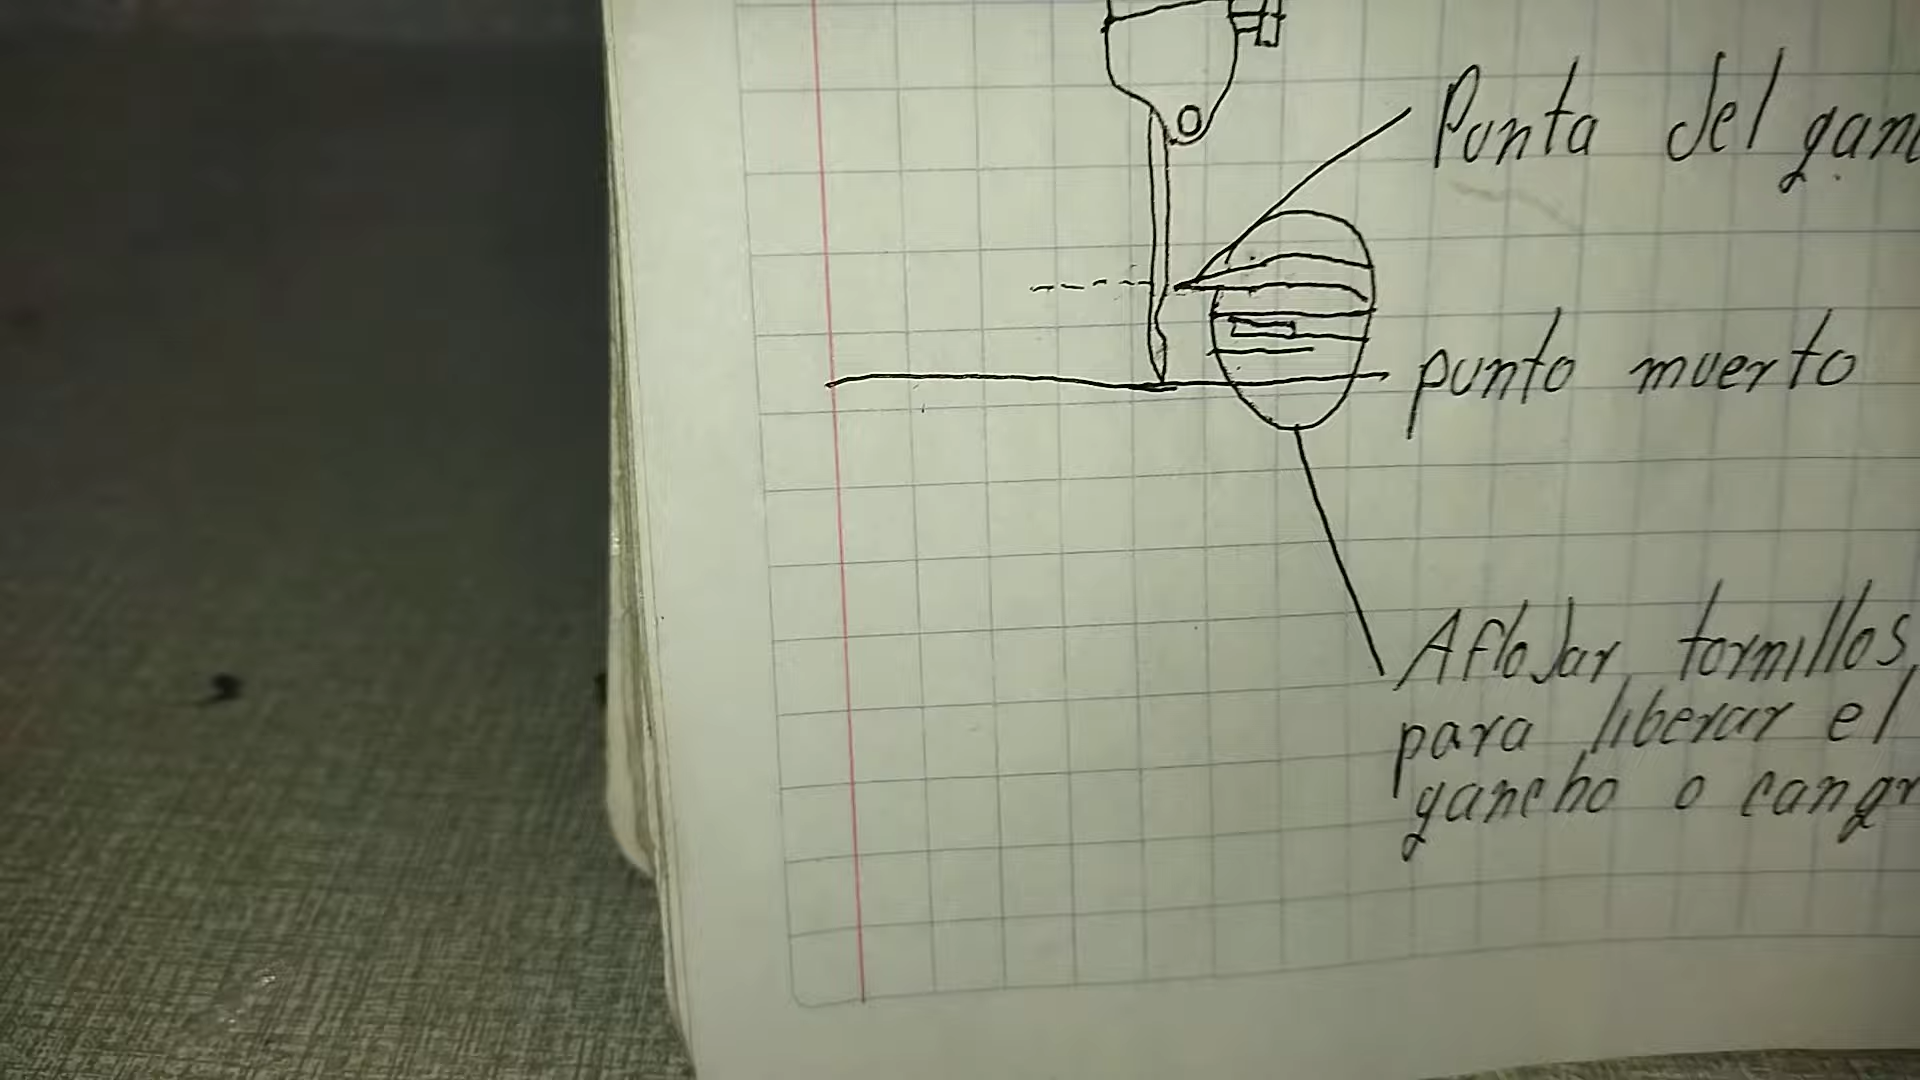 Punta del gan
punto muerto
Aflojar tornillos,
para liberar el
gancho o cangr